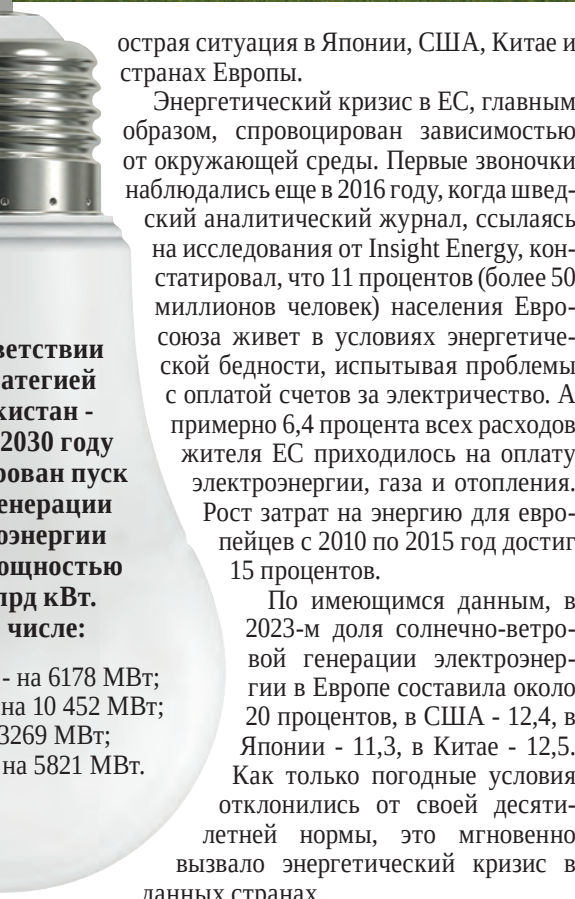 острая ситуация в Японии, США, Китае и
странах Европы.
Энергетический кризис в ЕС, главным
образом, спровоцирован зависимостью
от окружающей среды. Первые звоночки
наблюдались еще в 2016 году, когда швед-
ский аналитический журнал, ссылаясь
на исследования от Insight Energy, кон-
статировал, что 11 процентов (более 50
миллионов человек) населения Евро-
союза живет в условиях энергетиче-
ской бедности, испытывая проблемы
с оплатой счетов за электричество. А
примерно 6,4 процента всех расходов
жителя ЕС приходилось на оплату
электроэнергии, газа и отопления.
Рост затрат на энергию для евро-
пейцев с 2010 по 2015 год достиг
15 процентов.
По имеющимся данным, в
2023-м доля солнечно-ветро-
вой генерации электроэнер-
гии в Европе составила около
20 процентов, в США - 12,4, в
Японии - 11,3, в Китае - 12,5.
Как только погодные условия
отклонились от своей десяти-
летней нормы, это мгновенно
вызвало энергетический кризис в
данных странах
ветствии
атегией
кистан -
2030 году
рован пуск
енерации
оэнергии
ощностью
лрд кВт.
числе:
- на 6178 МВт;
на 10 452 МВт;
3269 МВт;
на 5821 МВт.